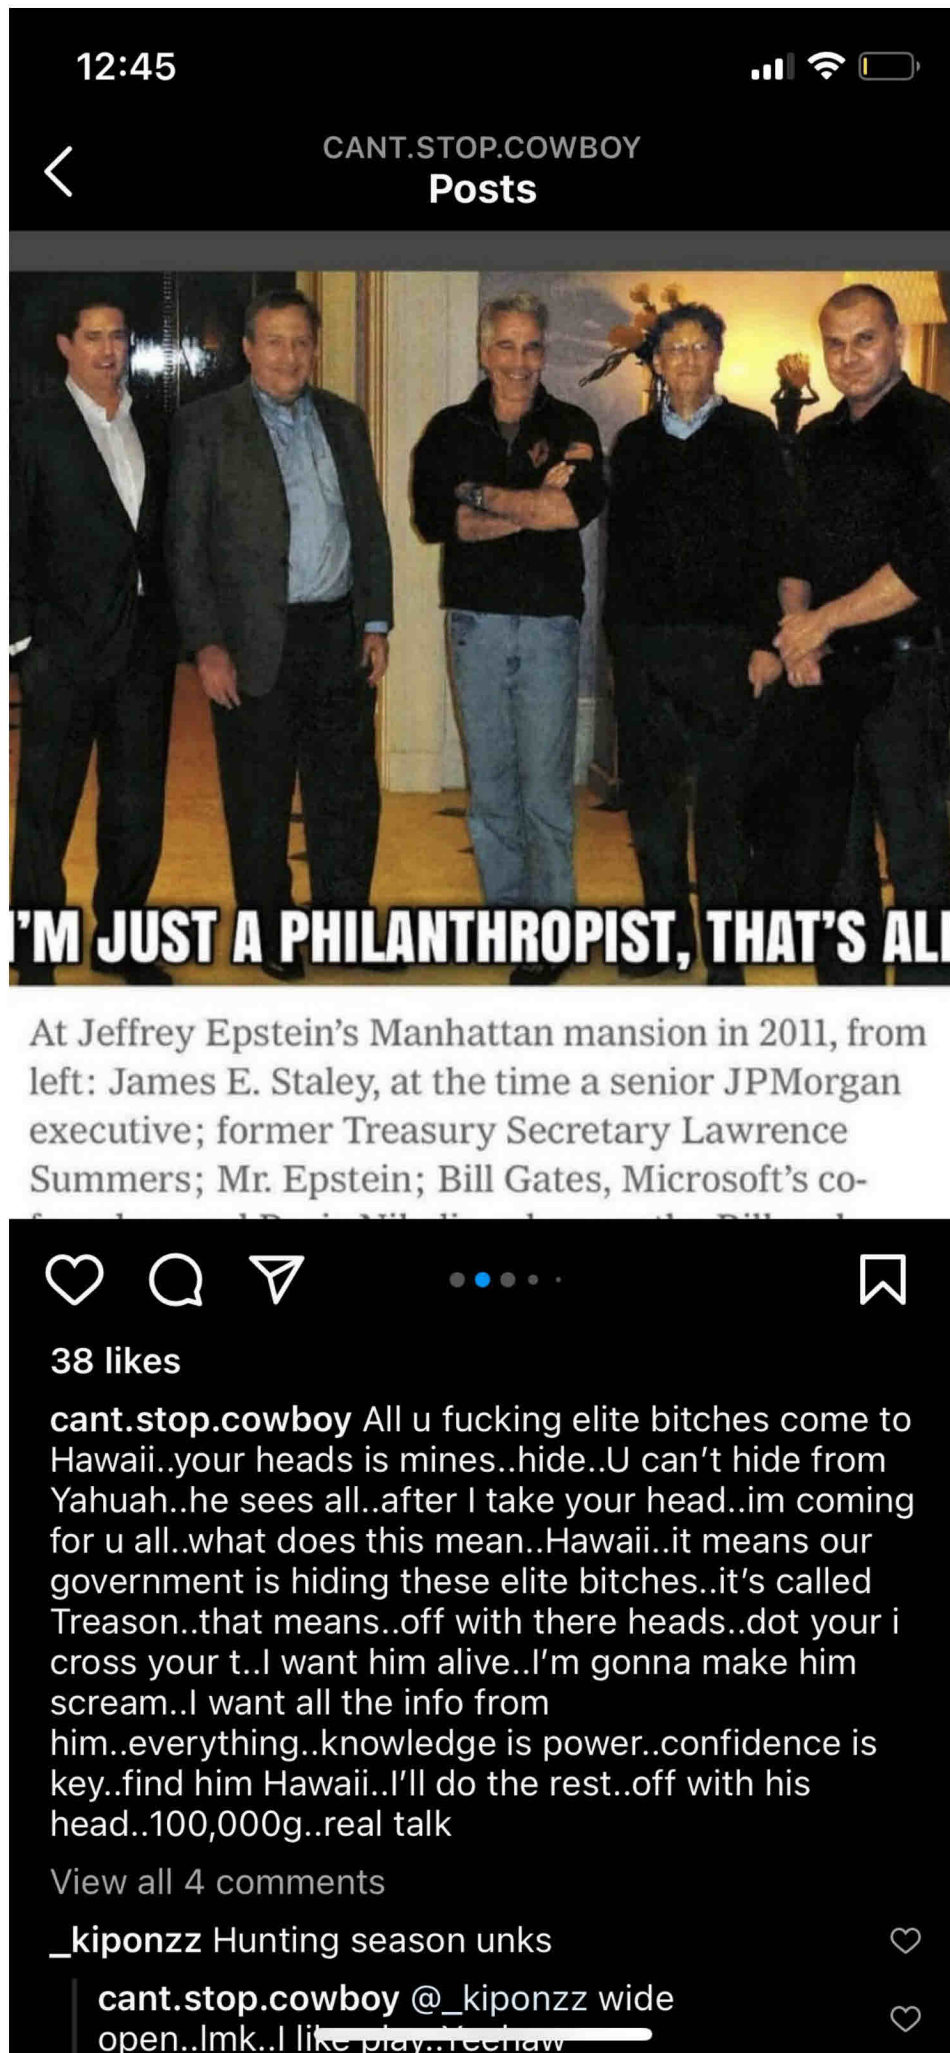 12:45
CANT.STOP.COWBOY
Posts
I'M JUST A PHILANTHROPIST, THAT'S ALL
At Jeffrey Epstein's Manhattan mansion in 2011, from
left: James E. Staley, at the time a senior JPMorgan
executive; former Treasury Secretary Lawrence
Summers; Mr. Epstein; Bill Gates, Microsoft's co-
38 likes
cant.stop.cowboy All u fucking elite bitches come to
Hawaii..your heads is mines..hide..U can't hide from
Yahuah..he sees all..after I take your head..im coming
for u all..what does this mean..Hawaii..it means our
government is hiding these elite bitches..it's called
Treason..that means..off with there heads..dot your i
cross your t..I want him alive..I'm gonna make him
scream..I want all the info from
him..everything..knowledge is power..confidence is
key..find him Hawaii..I'll do the rest..off with his
head..100,000g..real talk
View all 4 comments
_kiponzz Hunting season unks
cant.stop.cowboy @_kiponzz wide
open..lmk..I like play..Yeehaw